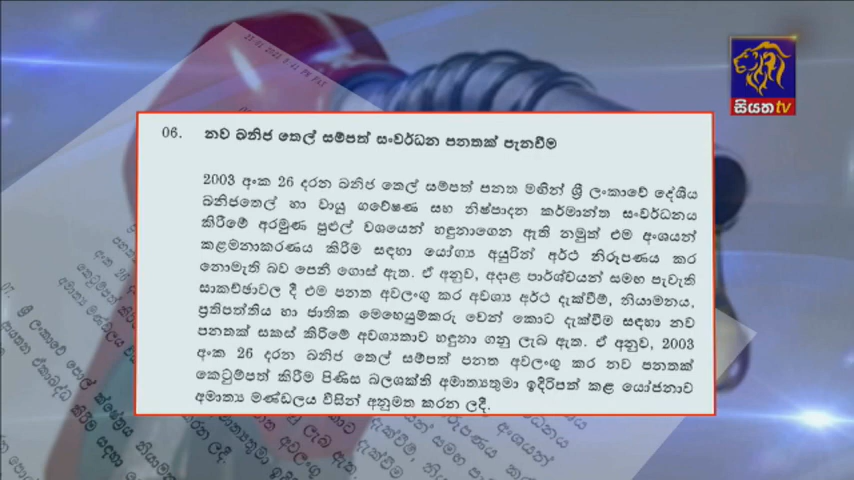 සියත tv
06. නව ඛනිජ තෙල් සම්පත් සංවර්ධන පනතක් පැනවීම
2003 අංක 26 දරන ඛනිජ තෙල් සම්පත් පනත මඟින් ශ්‍රී ලංකාවේ දේශීය
ඛනිජතෙල් හා වායු ගවේෂණ සහ නිෂ්පාදන කර්මාන්ත සංවර්ධනය
කිරීමේ අරමුණ පුළුල් වශයෙන් හඳුනාගෙන ඇති නමුත් එම අංශයන්
කළමනාකරණය කිරීම සඳහා යෝග්‍ය අයුරින් අර්ථ නිරූපණය කර
නොමැති බව පෙනී ගොස් ඇත. ඒ අනුව, අදාළ පාර්ශ්වයන් සමඟ පැවැති
සාකච්ඡාවල දී එම පනත අවලංගු කර අවශ්‍ය අර්ථ දැක්වීම්, නියාමනය,
ප්‍රතිපත්තිය හා ජාතික මෙහෙයුම්කරු වෙන් කොට දැක්වීම සඳහා නව
පනතක් සකස් කිරීමේ අවශ්‍යතාව හඳුනා ගනු ලැබ ඇත. ඒ අනුව, 2003
අංක 26 දරන ඛනිජ තෙල් සම්පත් පනත අවලංගු කර නව පනතක්
කෙටුම්පත් කිරීම පිණිස බලශක්ති අමාත්‍යතුමා ඉදිරිපත් කළ යෝජනාව
අමාත්‍ය මණ්ඩලය විසින් අනුමත කරන ලදී.